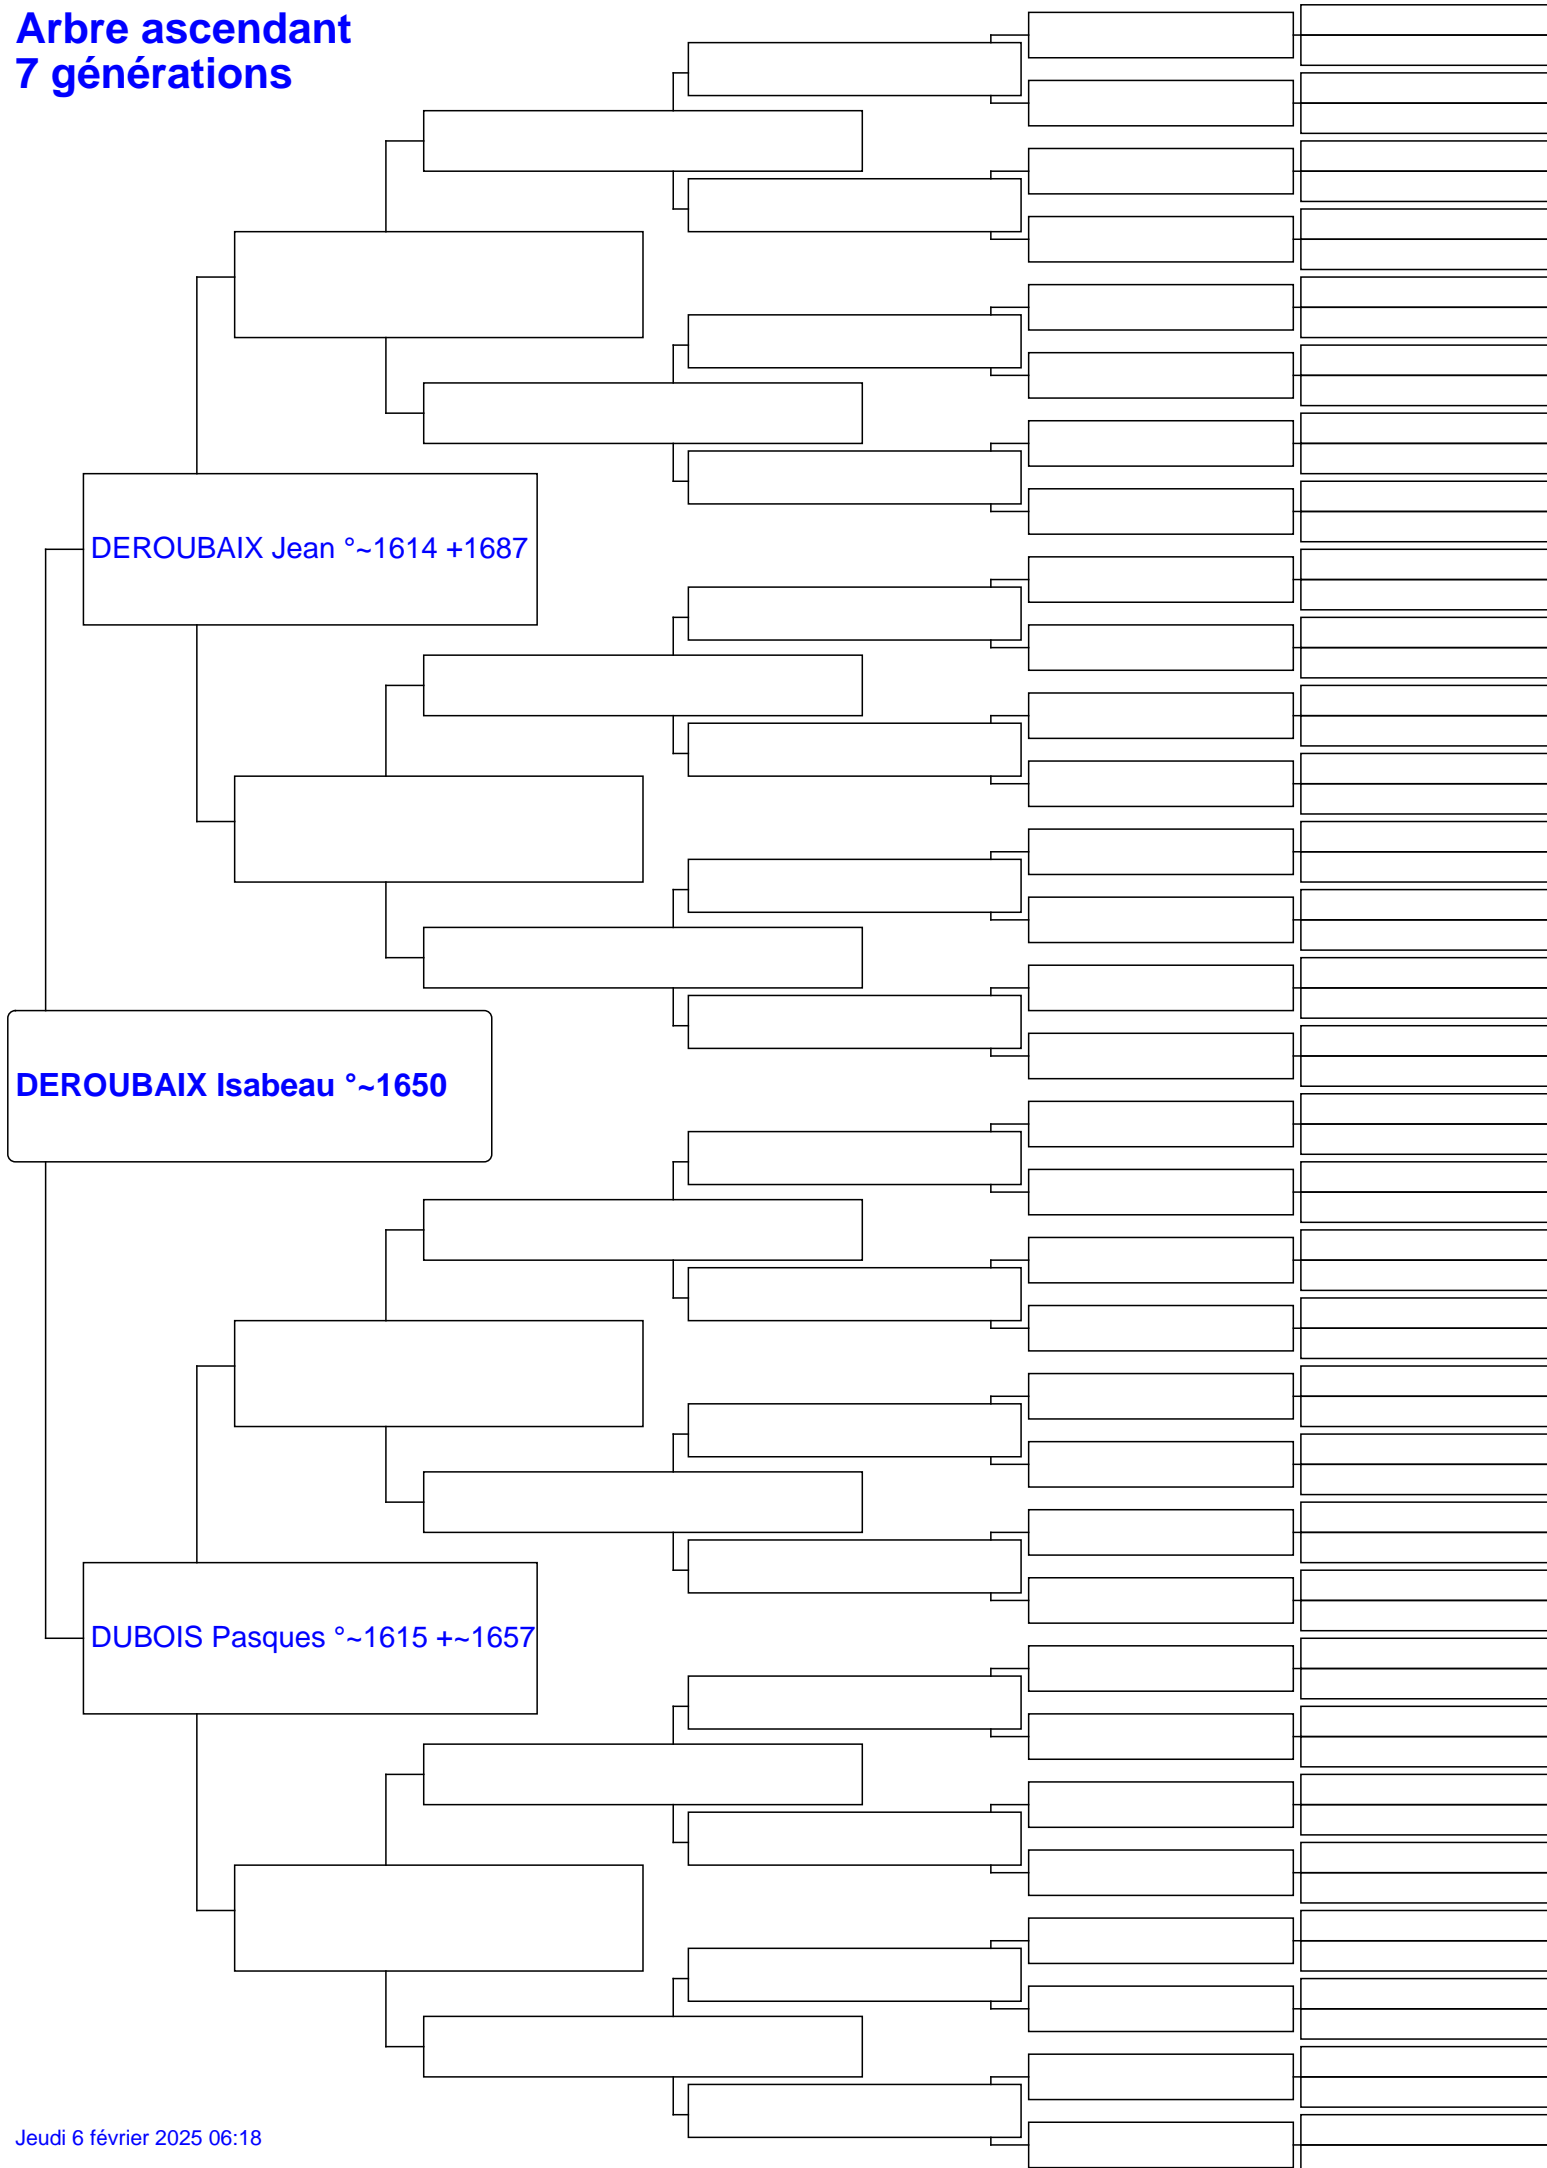 Arbre ascendant
7 générations
DEROUBAIX Jean °~1614 +1687
DEROUBAIX Isabeau °~1650
DUBOIS Pasques °~1615 +~1657
Jeudi 6 février 2025 06:18